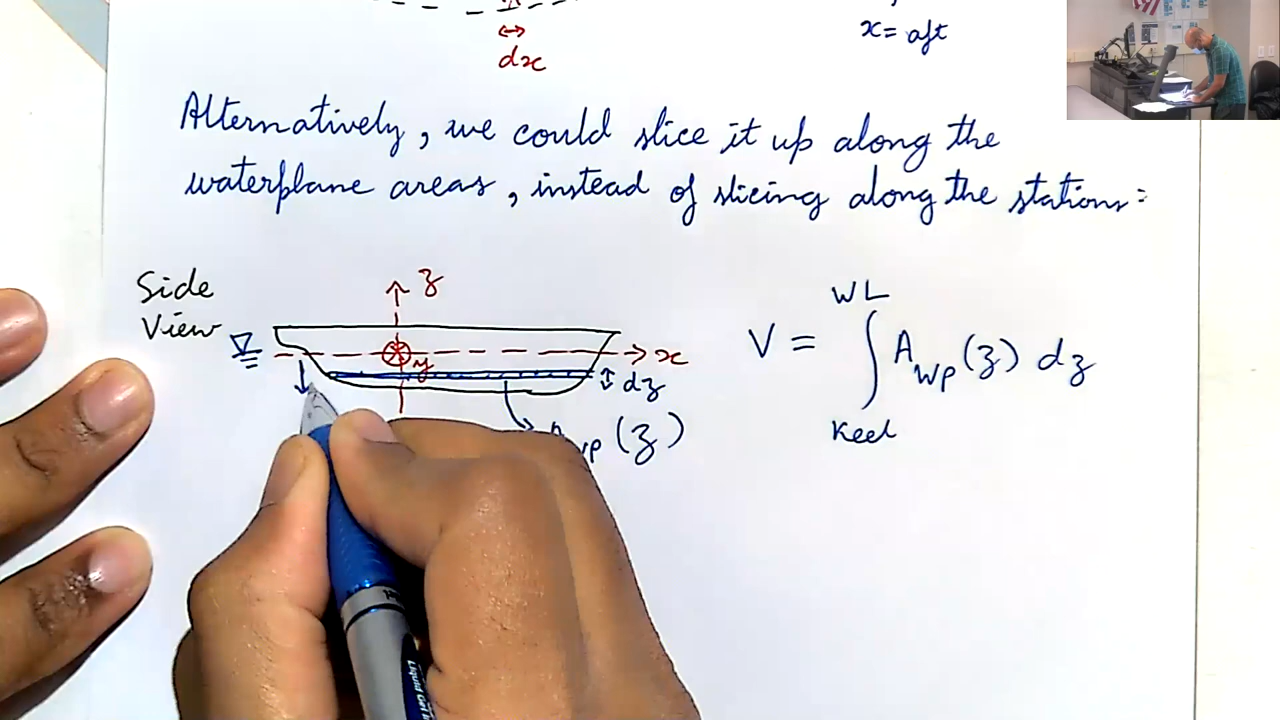 x = aft
dx
Alternatively, we could slice it up along the
waterplane areas, instead of slicing along the stations:
Side
View
z
x
y
dz
WP (z)
WL
V = ∫ A_WP (z) dz
Keel